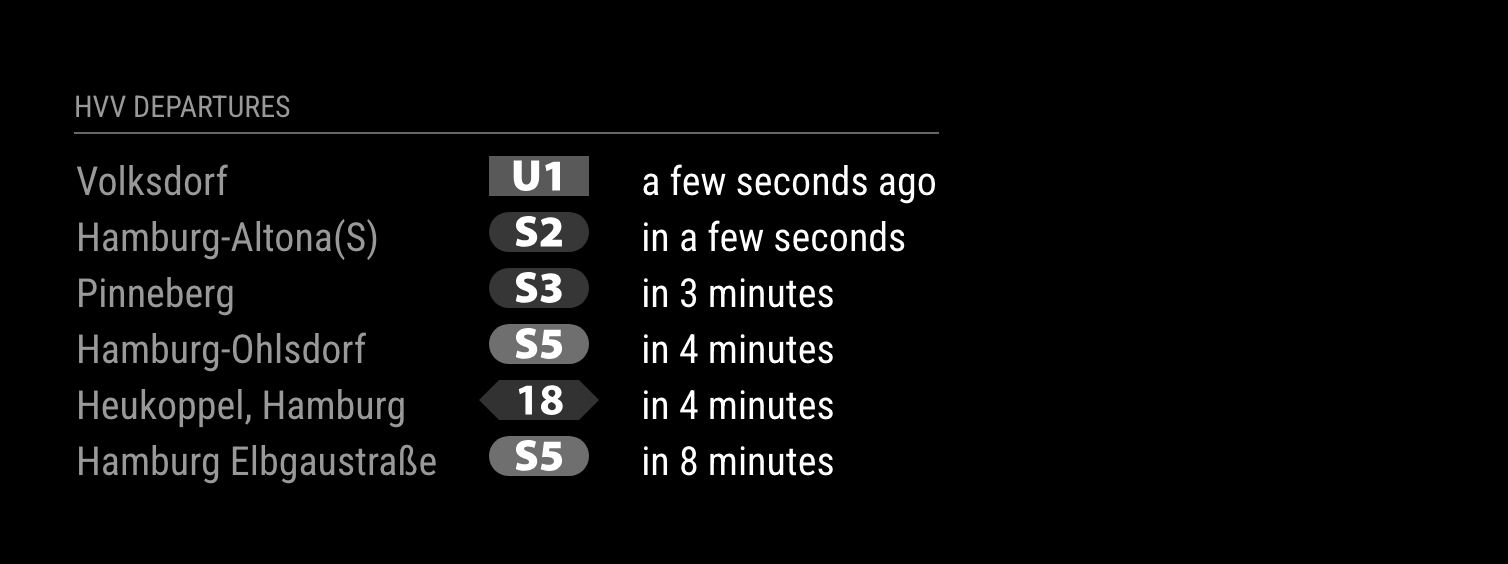 HVV DEPARTURES
Volksdorf U1 a few seconds ago
Hamburg-Altona(S) S2 in a few seconds
Pinneberg S3 in 3 minutes
Hamburg-Ohlsdorf S5 in 4 minutes
Heukoppel, Hamburg 18 in 4 minutes
Hamburg Elbgaustraße S5 in 8 minutes